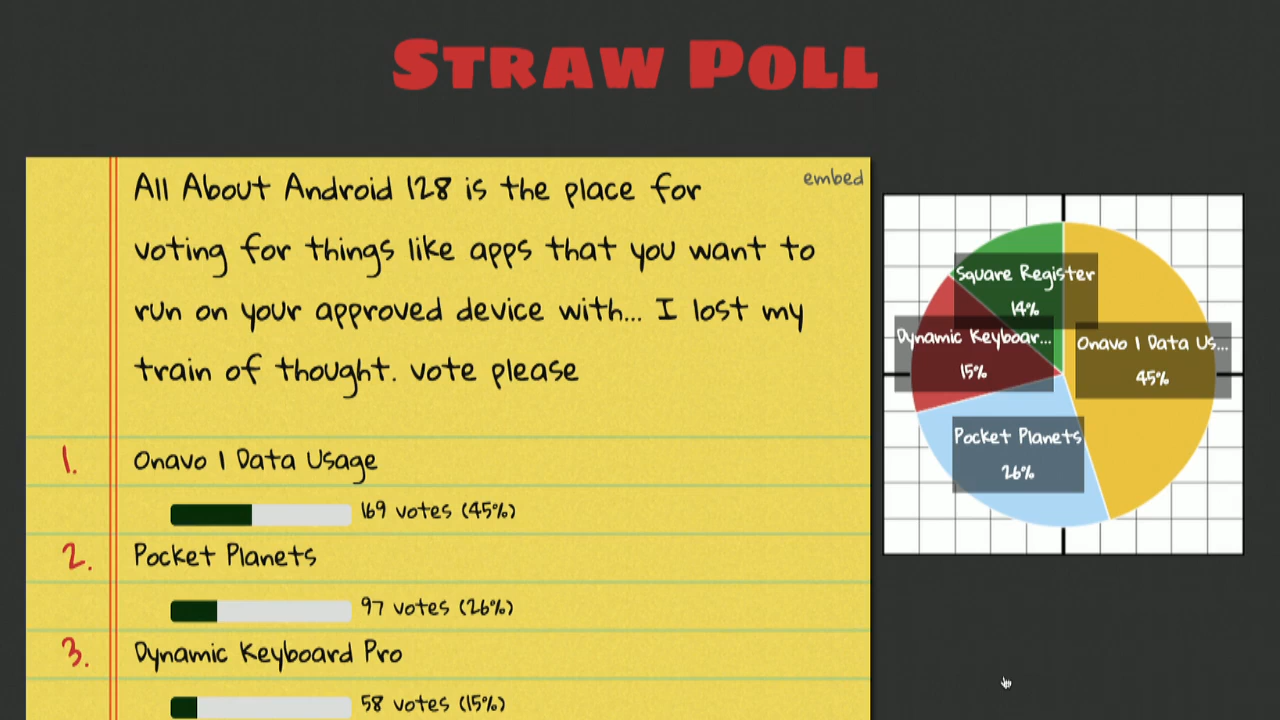 STRAW POLL
embed
All About Android 128 is the place for
voting for things like apps that you want to
run on your approved device with... I lost my
train of thought. vote please
1. Onavo | Data Usage
169 votes (45%)
2. Pocket Planets
97 votes (26%)
3. Dynamic Keyboard Pro
58 votes (15%)
Square Register
14%
Dynamic Keyboar...
15%
Onavo | Data Us...
45%
Pocket Planets
26%